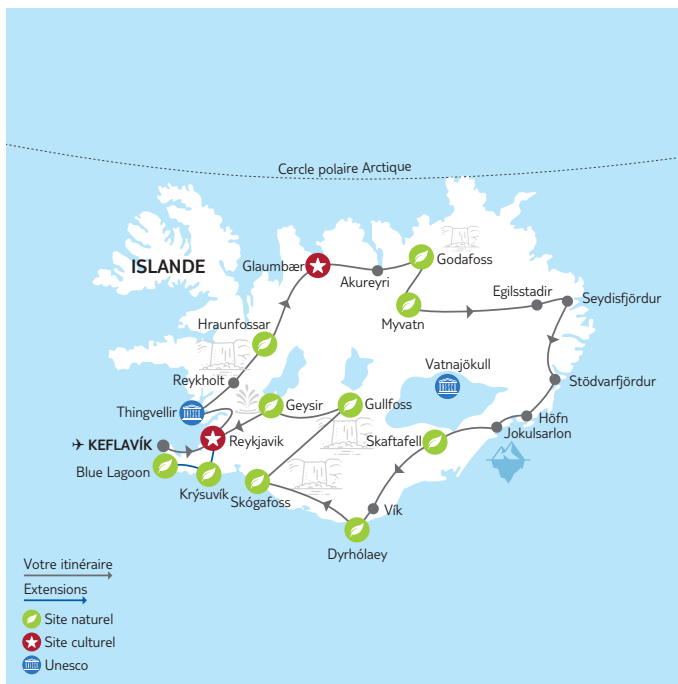 Cercle polaire Arctique
ISLANDE
Glaumbær
Akureyri
Godafoss
Myvatn
Egilsstadir
Seydisfjördur
Hraunfossar
Reykholt
Vatnajökull
Stödvarfjördur
Thingvellir
Geysir
Gullfoss
Höfn
Jokulsarlon
Skaftafell
KEFLAVÍK
Reykjavik
Blue Lagoon
Krýsuvík
Skógafoss
Vík
Dyrhólaey
Votre itinéraire
Extensions
Site naturel
Site culturel
Unesco